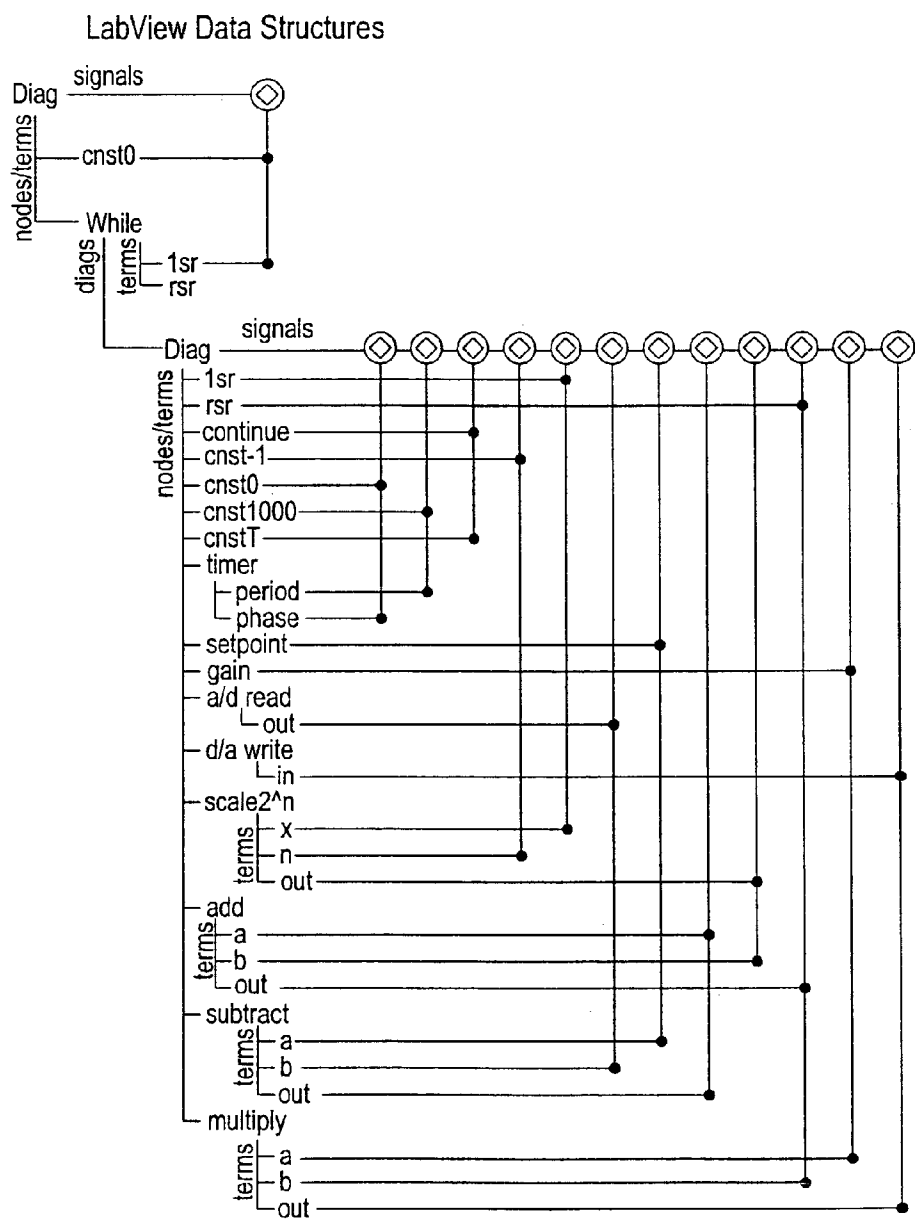 LabView Data Structures
signals
Diag
nodes/terms
cnst0
While
diags
terms
1sr
rsr
signals
Diag
nodes/terms
1sr
rsr
continue
cnst-1
cnst0
cnst1000
cnstT
timer
period
phase
setpoint
gain
a/d read
out
d/a write
in
scale2^n
terms
x
n
out
add
terms
a
b
out
subtract
terms
a
b
out
multiply
terms
a
b
out